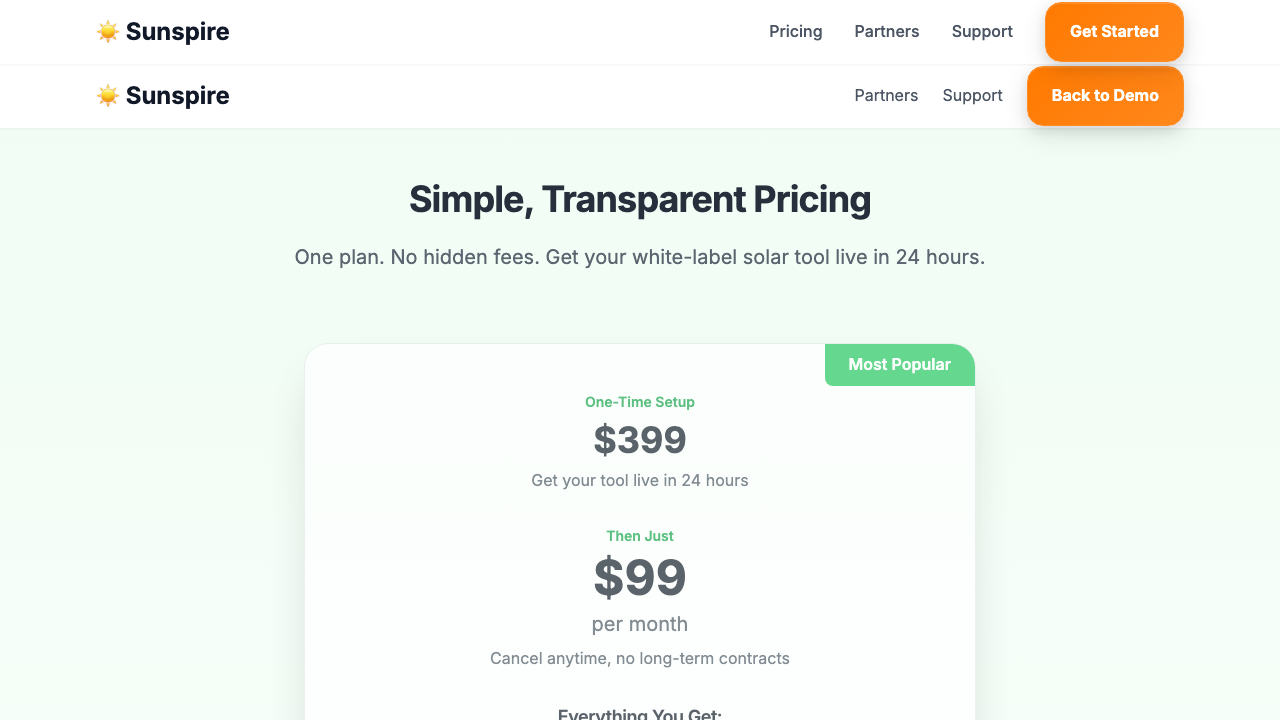 ☀️ Sunspire Pricing Partners Support Get Started
☀️ Sunspire Partners Support Back to Demo
Simple, Transparent Pricing
One plan. No hidden fees. Get your white-label solar tool live in 24 hours.
Most Popular
One-Time Setup
$399
Get your tool live in 24 hours
Then Just
$99
per month
Cancel anytime, no long-term contracts
Everything You Get: